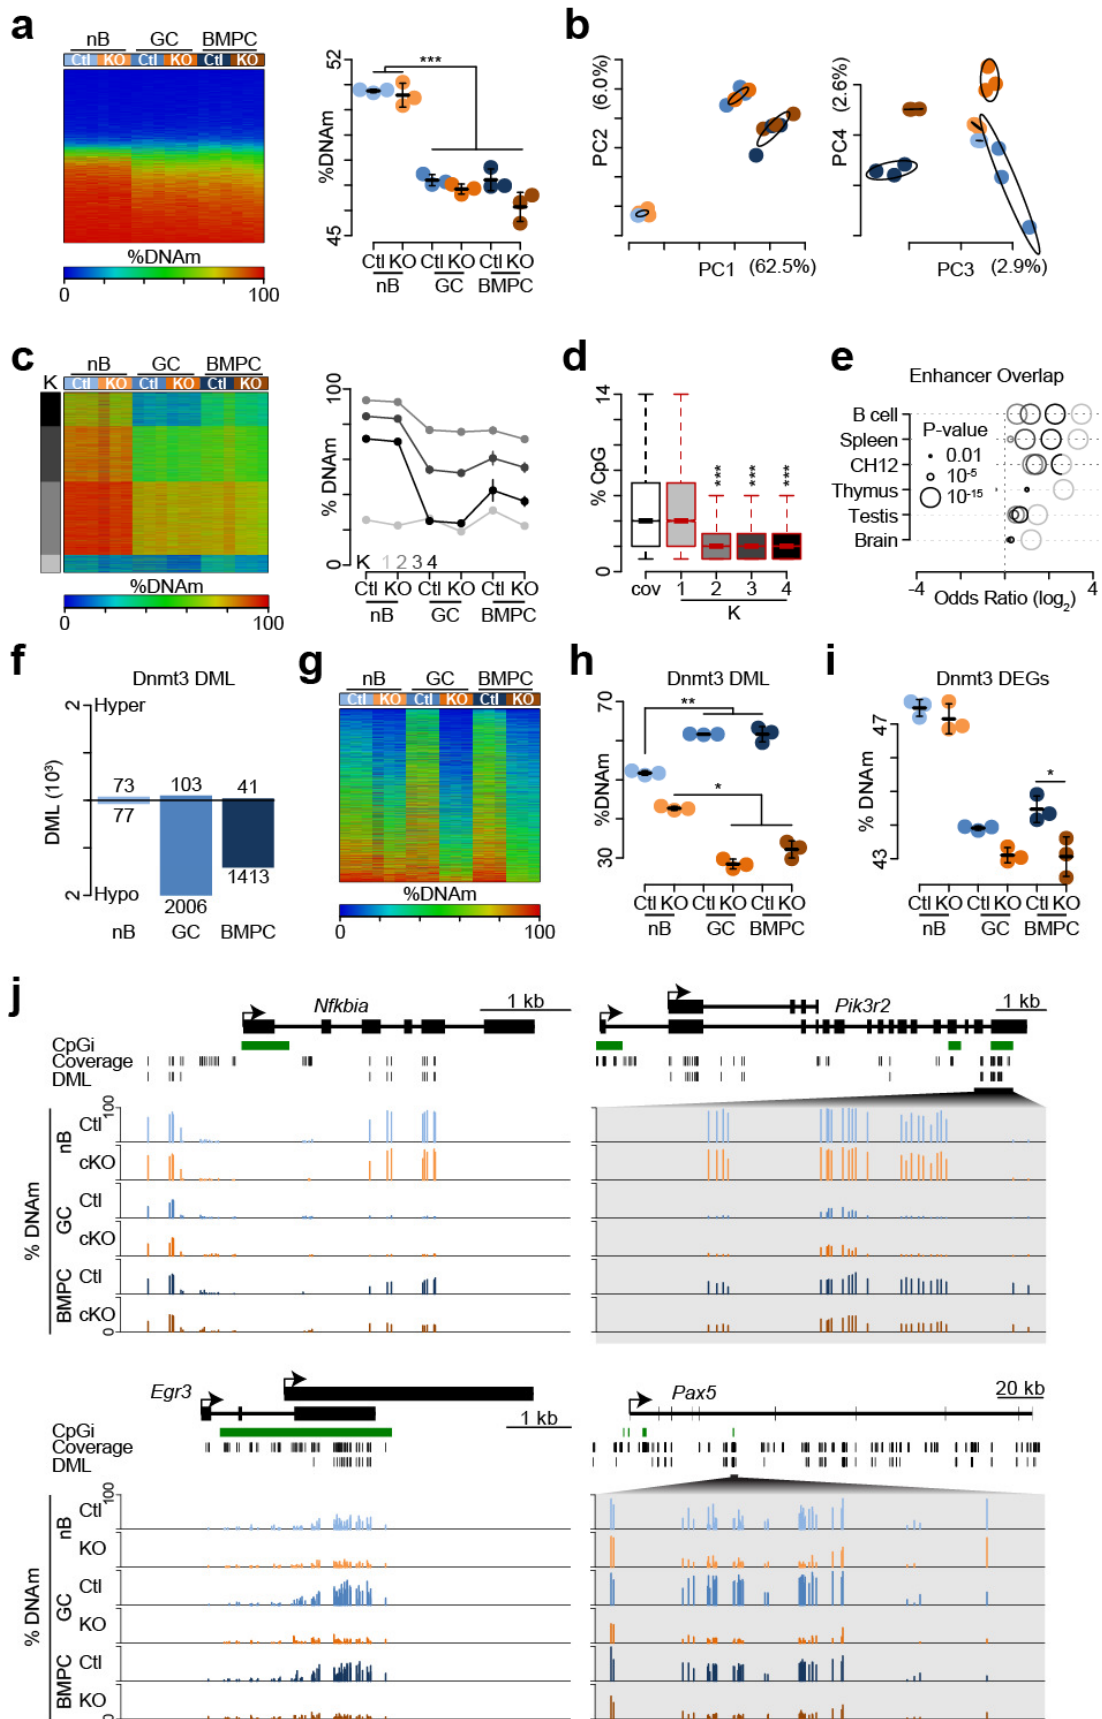 a
nB GC BMPC
Ctl KO Ctl KO Ctl KO
%DNAm
0 100
52
***
%DNAm
45
Ctl KO Ctl KO Ctl KO
nB GC BMPC
b
PC2 (6.0%)
PC1 (62.5%)
PC4 (2.6%)
PC3 (2.9%)
c
nB GC BMPC
K Ctl KO Ctl KO Ctl KO
%DNAm
0 100
100
% DNAm
0
K 1 2 3 4
Ctl KO Ctl KO Ctl KO
nB GC BMPC
d
14
% CpG
*** *** ***
0
cov 1 2 3 4
K
e
Enhancer Overlap
B cell
Spleen
CH12
Thymus
Testis
Brain
P-value
0.01
10-5
10-15
-4 4
Odds Ratio (log2)
f
Dnmt3 DML
2 Hyper
DML (10³)
73 103 41
77
1413
2 Hypo
2006
nB GC BMPC
g
nB GC BMPC
Ctl KO Ctl KO Ctl KO
%DNAm
0 100
h
Dnmt3 DML
70
**
%DNAm
*
30
Ctl KO Ctl KO Ctl KO
nB GC BMPC
i
Dnmt3 DEGs
47
% DNAm
*
43
Ctl KO Ctl KO Ctl KO
nB GC BMPC
j
Nfkbia 1 kb
Pik3r2 1 kb
CpGi
Coverage
DML
100
% DNAm
nB Ctl
cKO
GC Ctl
cKO
BMPC Ctl
cKO
0
Egr3
1 kb
Pax5 20 kb
CpGi
Coverage
DML
100
% DNAm
nB Ctl
KO
GC Ctl
KO
BMPC Ctl
KO